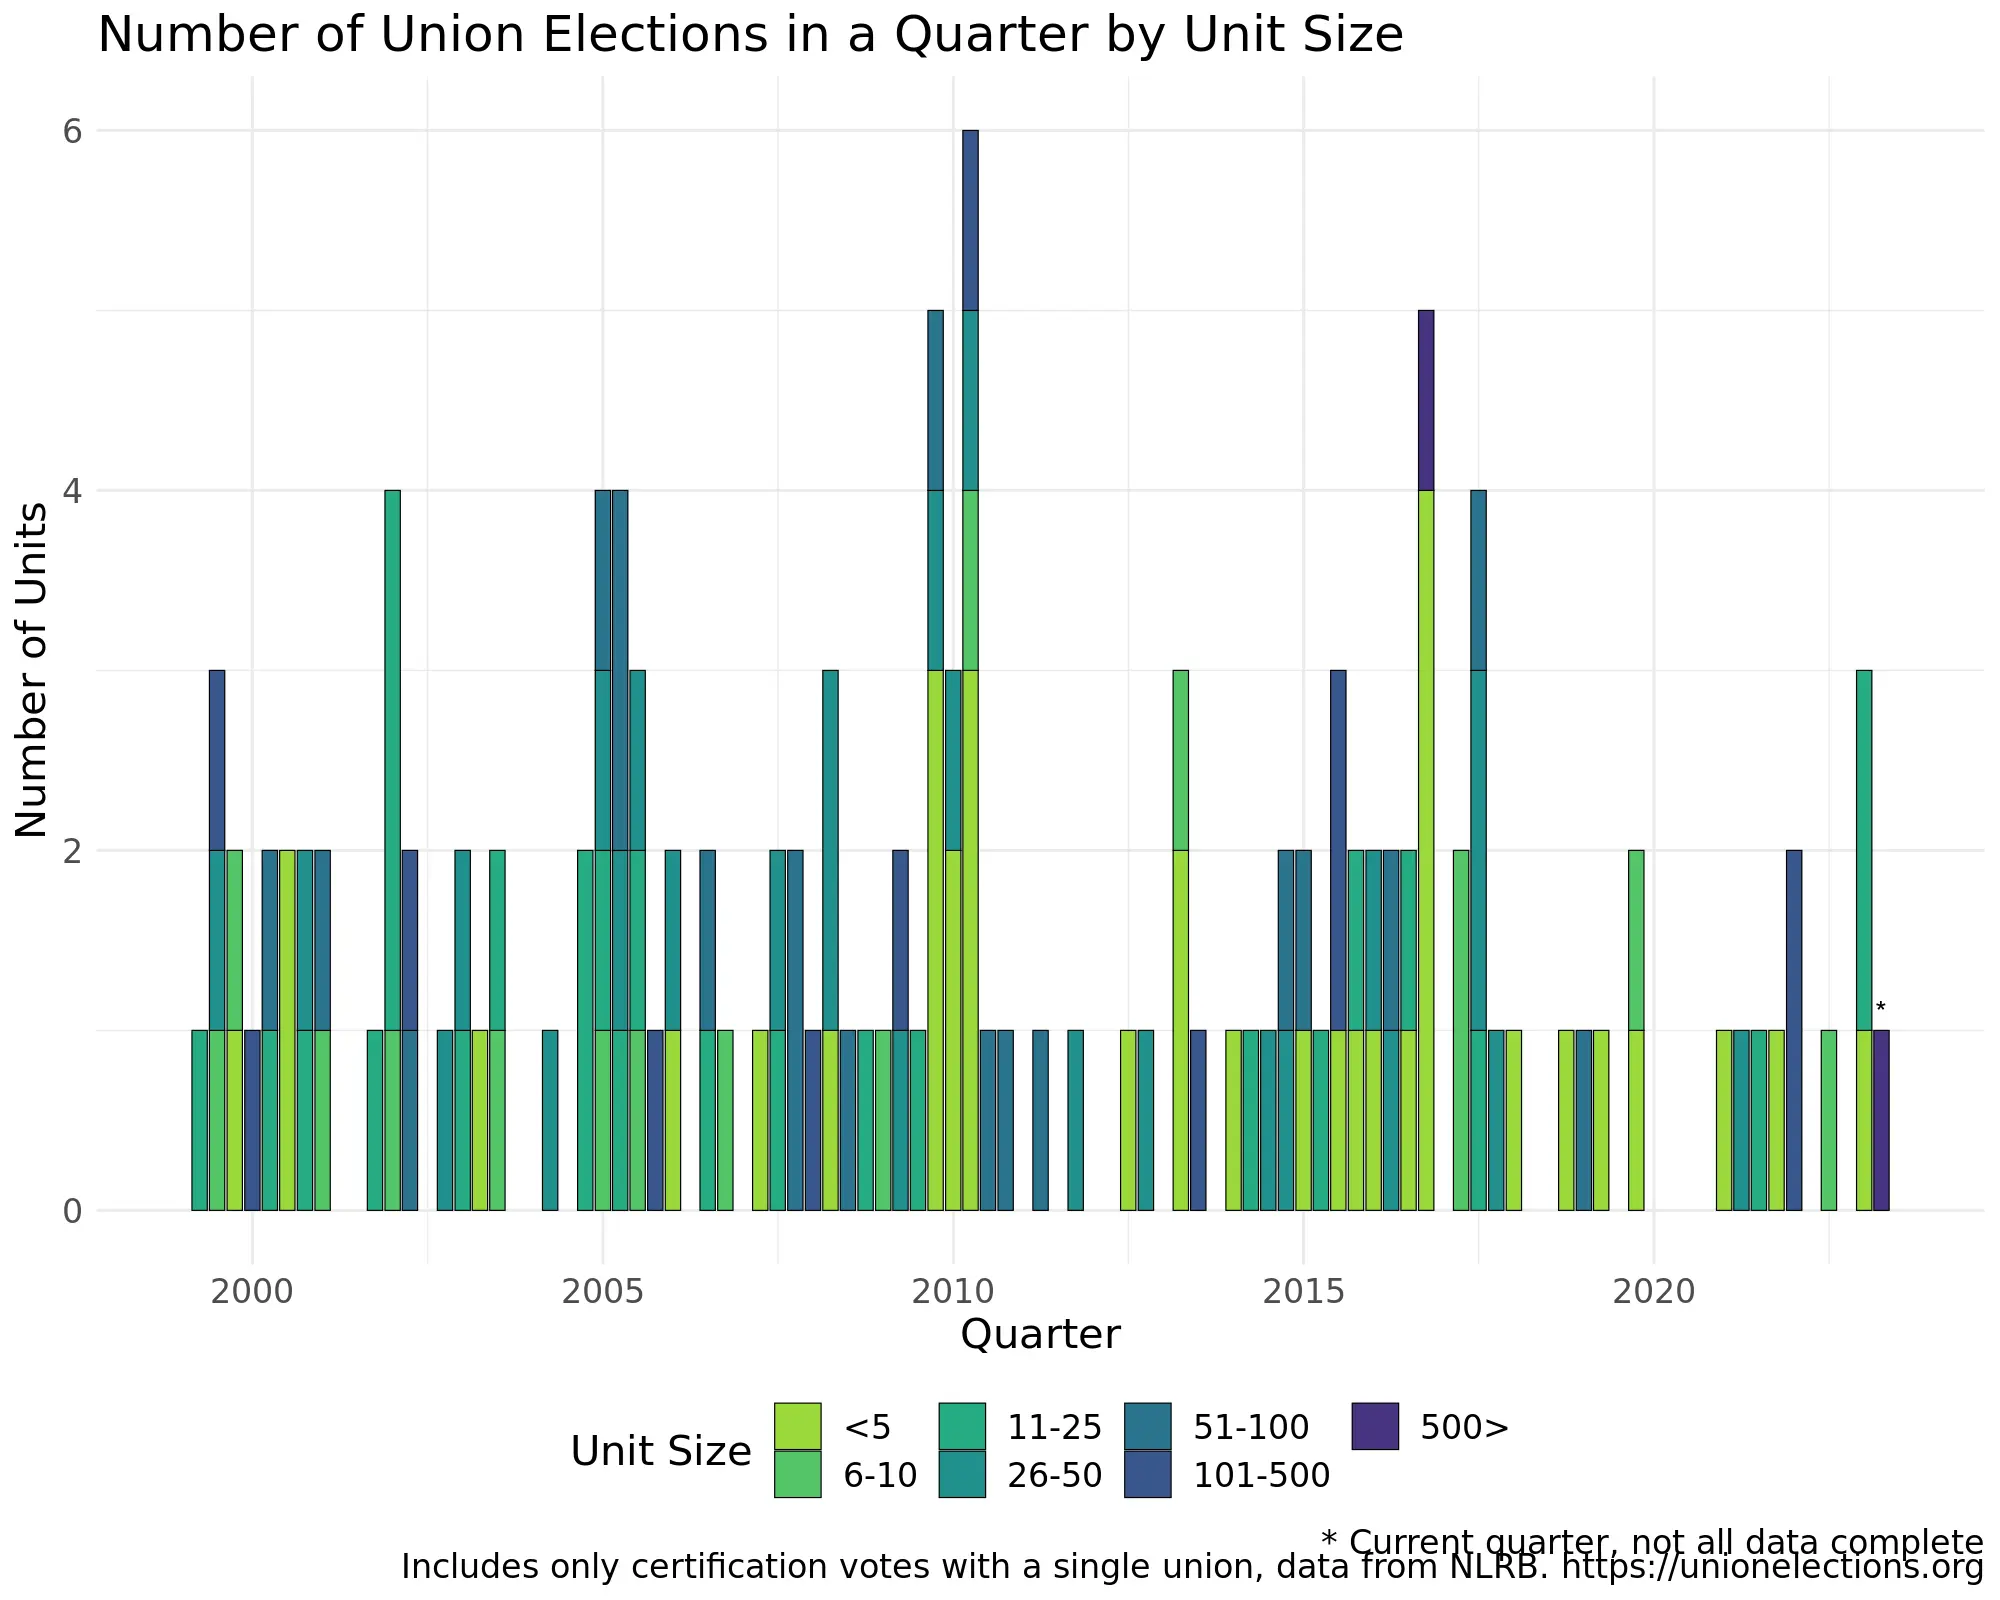 Number of Union Elections in a Quarter by Unit Size
Number of Units
6
4
2
0
*
2000 2005 2010 2015 2020
Quarter
Unit Size
<5 11-25 51-100 500>
6-10 26-50 101-500
* Current quarter, not all data complete
Includes only certification votes with a single union, data from NLRB. https://unionelections.org